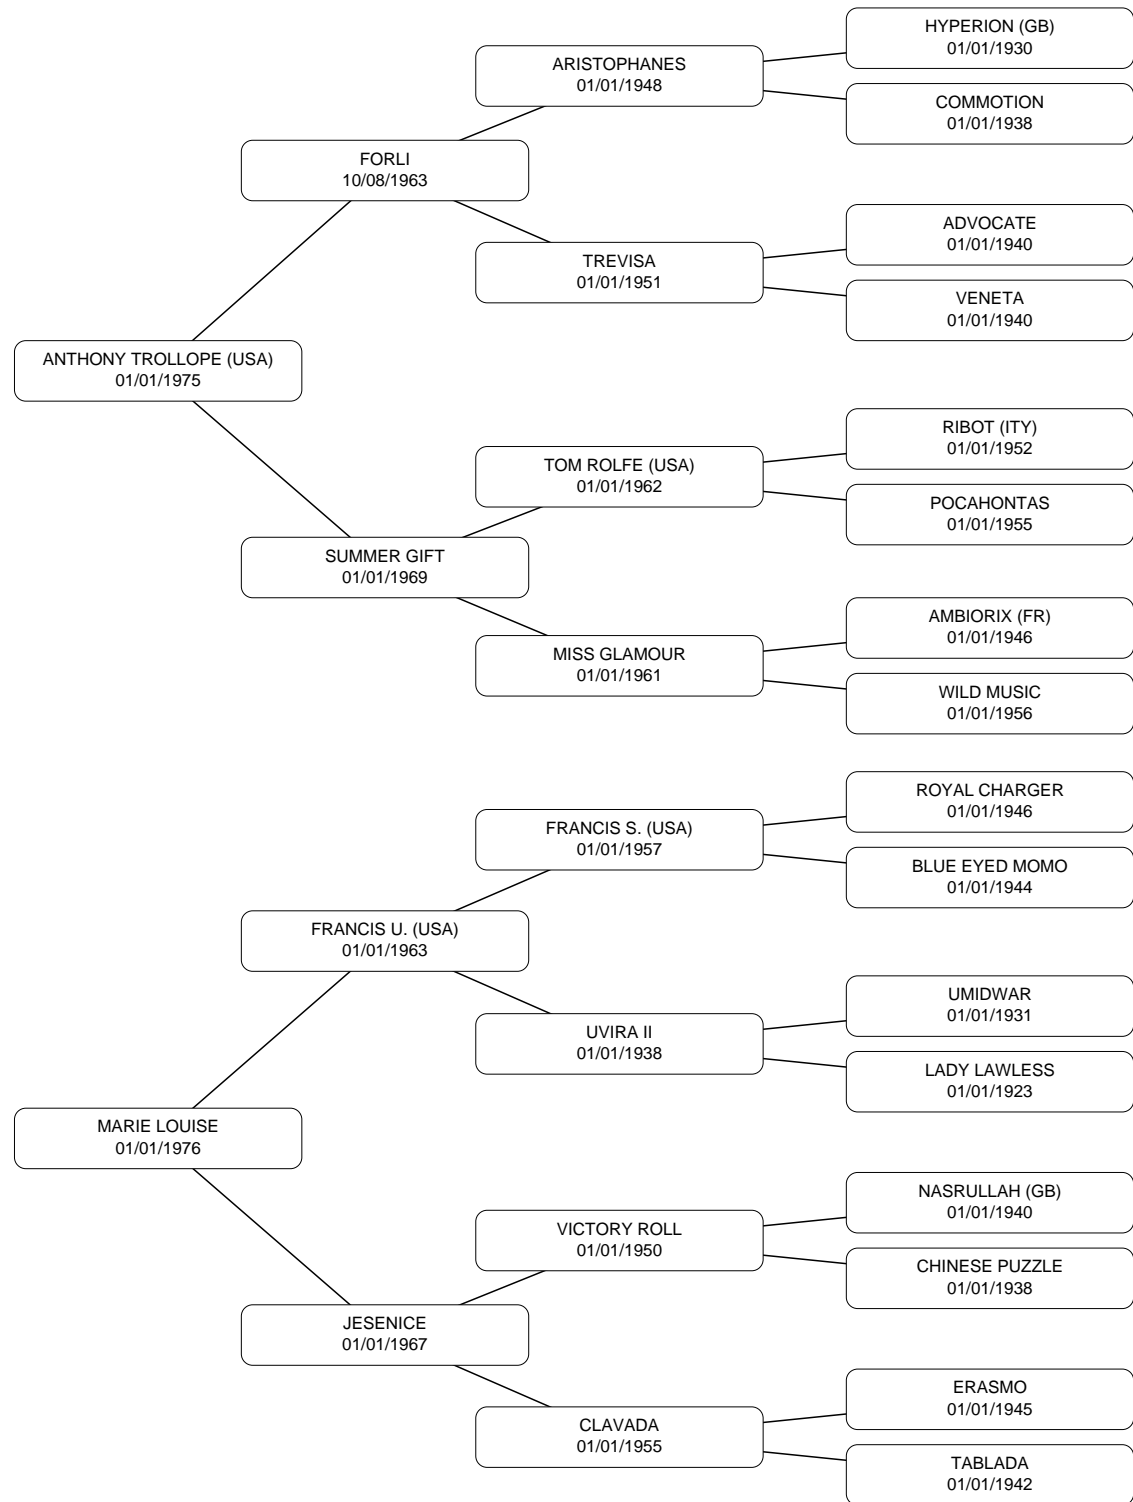 HYPERION (GB)
01/01/1930
ARISTOPHANES
01/01/1948
COMMOTION
01/01/1938
FORLI
10/08/1963
ADVOCATE
01/01/1940
TREVISA
01/01/1951
VENETA
01/01/1940
ANTHONY TROLLOPE (USA)
01/01/1975
RIBOT (ITY)
01/01/1952
TOM ROLFE (USA)
01/01/1962
POCAHONTAS
01/01/1955
SUMMER GIFT
01/01/1969
AMBIORIX (FR)
01/01/1946
MISS GLAMOUR
01/01/1961
WILD MUSIC
01/01/1956
ROYAL CHARGER
01/01/1946
FRANCIS S. (USA)
01/01/1957
BLUE EYED MOMO
01/01/1944
FRANCIS U. (USA)
01/01/1963
UMIDWAR
01/01/1931
UVIRA II
01/01/1938
LADY LAWLESS
01/01/1923
MARIE LOUISE
01/01/1976
NASRULLAH (GB)
01/01/1940
VICTORY ROLL
01/01/1950
CHINESE PUZZLE
01/01/1938
JESENICE
01/01/1967
ERASMO
01/01/1945
CLAVADA
01/01/1955
TABLADA
01/01/1942